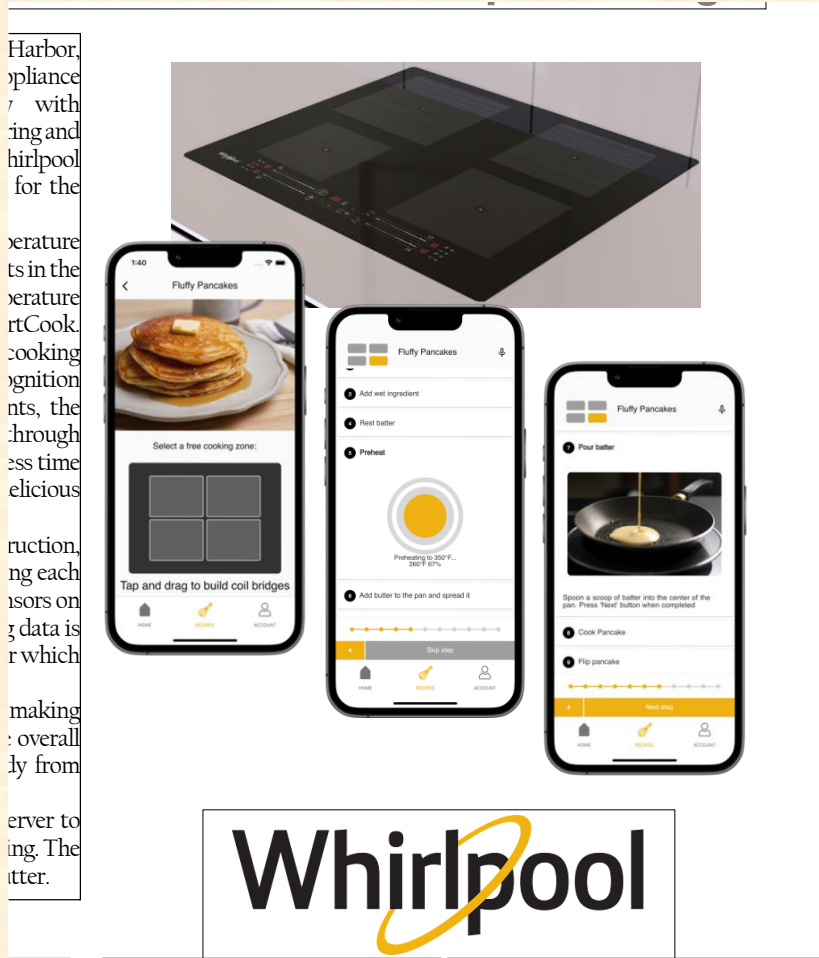 Harbor,
ppliance
with
ring and
hirlpool
for the
perature
ts in the
perature
rtCook.
cooking
ognition
nts, the
through
ess time
elicious
ruction,
ng each
nsors on
g data is
r which
making
e overall
dy from
erver to
ing. The
utter.
Whirlpool
1:40
Fluffy Pancakes
Select a free cooking zone:
Tap and drag to build coil bridges
HOME RECIPES ACCOUNT
Fluffy Pancakes
3 Add wet ingredient
4 Rest batter
5 Preheat
Preheating to 350°F...
260°F 67%
6 Add butter to the pan and spread it
Skip step
HOME RECIPES ACCOUNT
Fluffy Pancakes
7 Pour batter
Spoon a scoop of batter into the center of the
pan. Press 'Next' button when completed
8 Cook Pancake
9 Flip pancake
Next step
HOME RECIPES ACCOUNT
Whirlpool